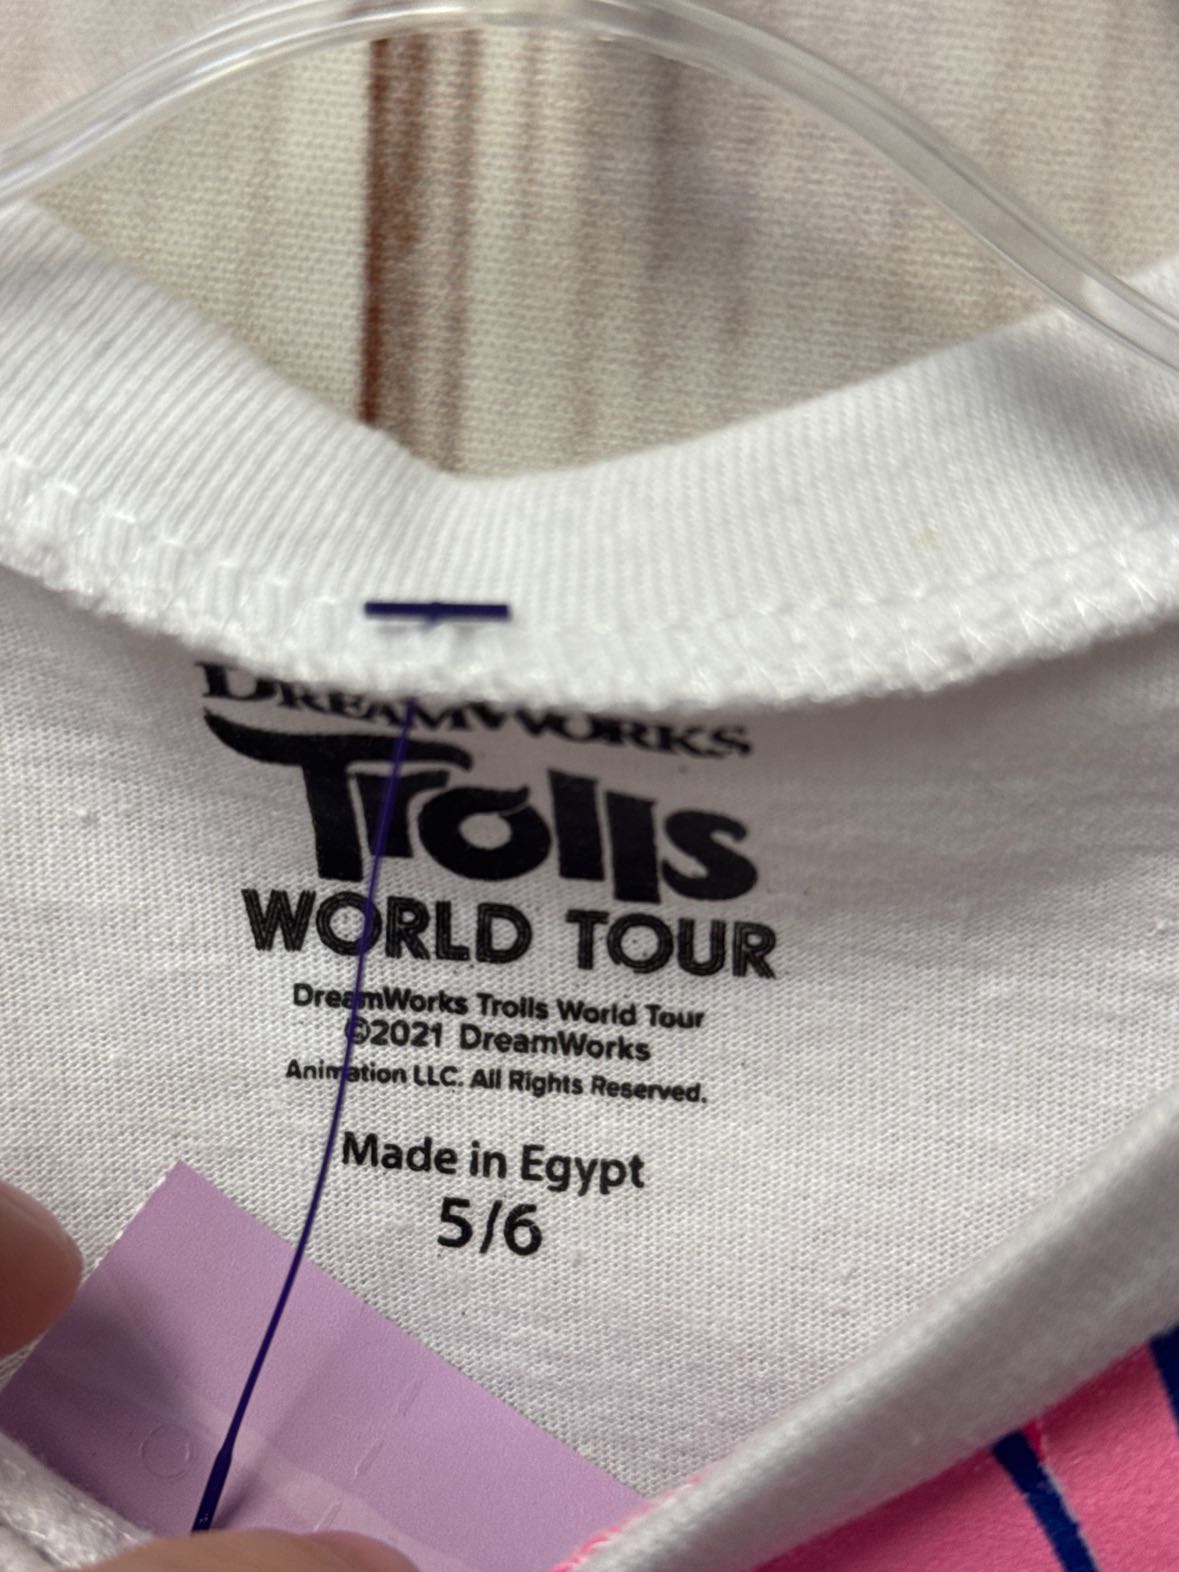 DREAMWORKS
Trolls
WORLD TOUR
DreamWorks Trolls World Tour
©2021 DreamWorks
Animation LLC. All Rights Reserved.
Made in Egypt
5/6